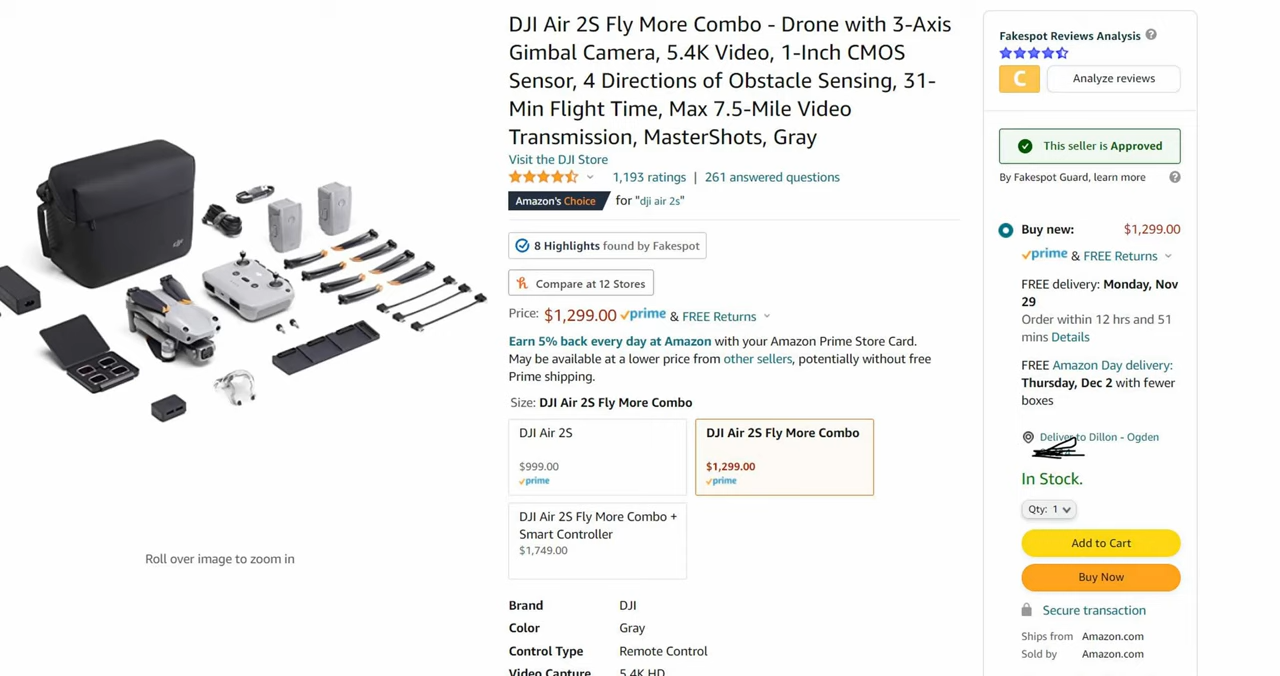 DJI Air 2S Fly More Combo - Drone with 3-Axis
Gimbal Camera, 5.4K Video, 1-Inch CMOS
Sensor, 4 Directions of Obstacle Sensing, 31-
Min Flight Time, Max 7.5-Mile Video
Transmission, MasterShots, Gray
Visit the DJI Store
1,193 ratings | 261 answered questions
Amazon's Choice for "dji air 2s"
8 Highlights found by Fakespot
Compare at 12 Stores
Price: $1,299.00 prime & FREE Returns
Earn 5% back every day at Amazon with your Amazon Prime Store Card.
May be available at a lower price from other sellers, potentially without free
Prime shipping.
Size: DJI Air 2S Fly More Combo
DJI Air 2S
$999.00
prime
DJI Air 2S Fly More Combo
$1,299.00
prime
DJI Air 2S Fly More Combo +
Smart Controller
$1,749.00
Brand DJI
Color Gray
Control Type Remote Control
Video Capture 5.4K HD
Roll over image to zoom in
Fakespot Reviews Analysis
C Analyze reviews
This seller is Approved
By Fakespot Guard, learn more
Buy new: $1,299.00
prime & FREE Returns
FREE delivery: Monday, Nov
29
Order within 12 hrs and 51
mins Details
FREE Amazon Day delivery:
Thursday, Dec 2 with fewer
boxes
Deliver to Dillon - Ogden
In Stock.
Qty: 1
Add to Cart
Buy Now
Secure transaction
Ships from Amazon.com
Sold by Amazon.com